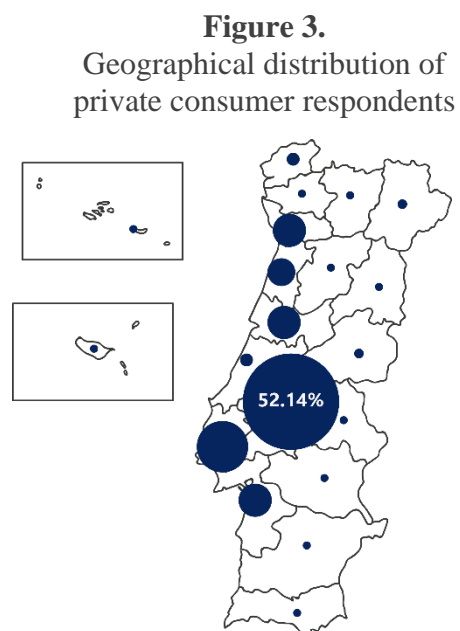 Figure 3.
Geographical distribution of
private consumer respondents
52.14%